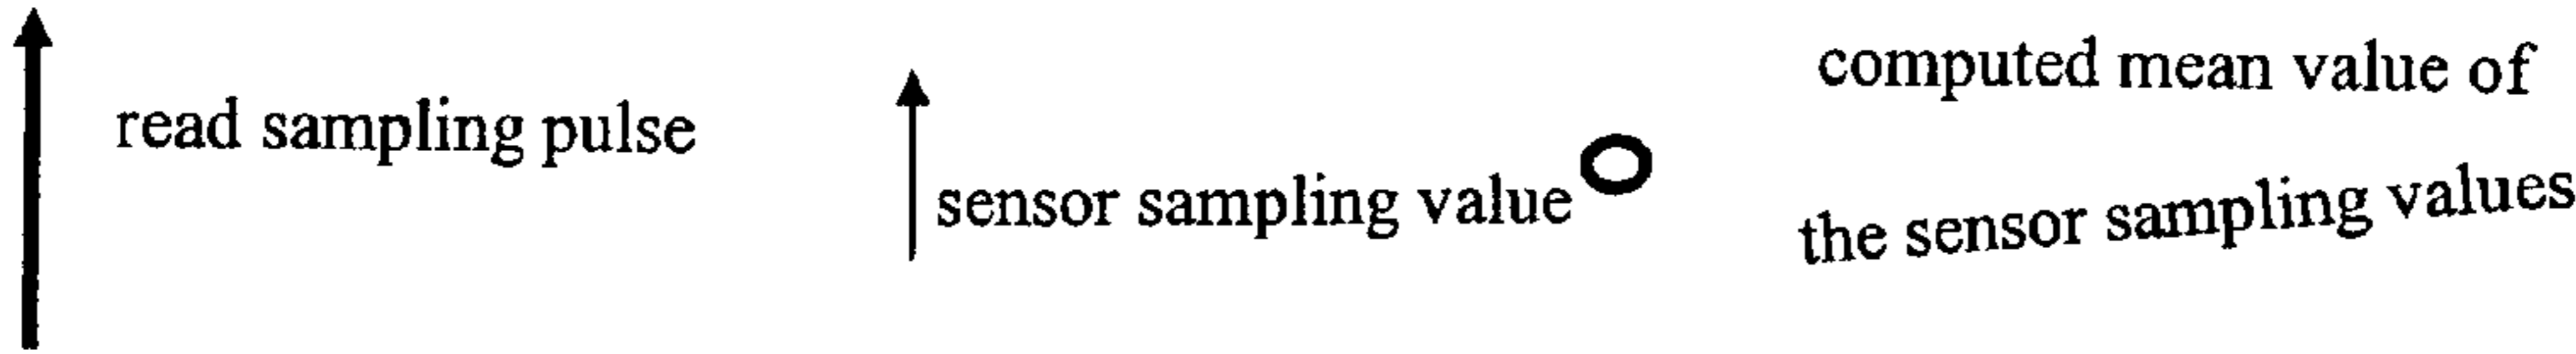 read sampling pulse
sensor sampling value
computed mean value of
the sensor sampling values